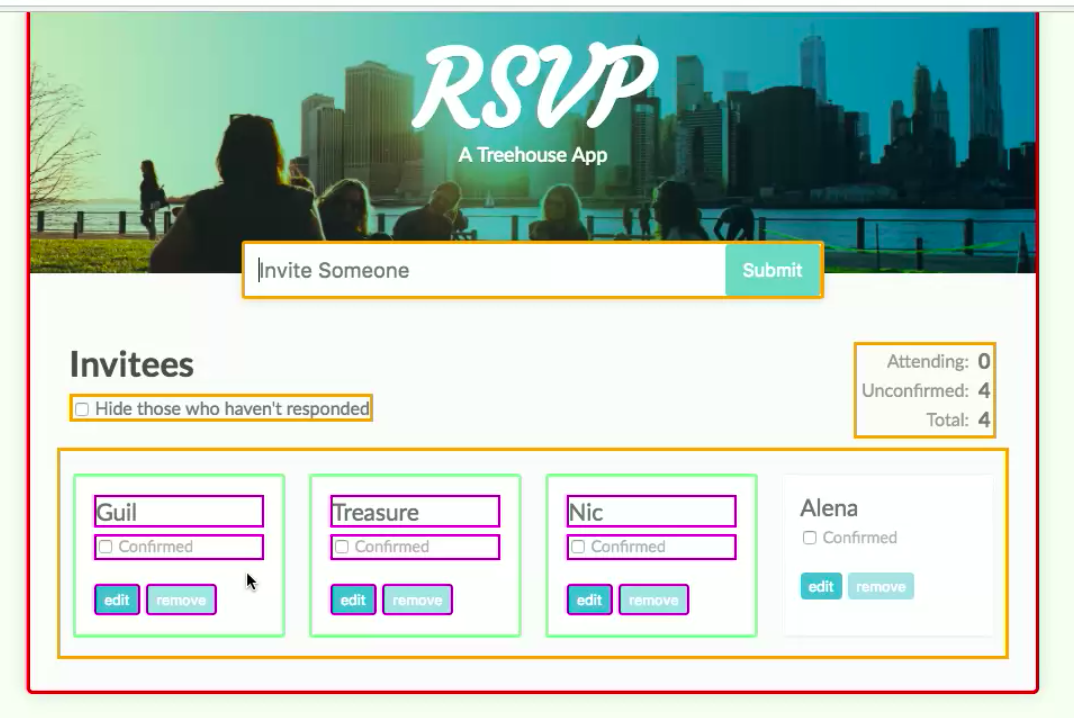 RSVP
A Treehouse App
Invite Someone
Submit
Invitees
Hide those who haven't responded
Attending: 0
Unconfirmed: 4
Total: 4
Guil
Confirmed
edit remove
Treasure
Confirmed
edit remove
Nic
Confirmed
edit remove
Alena
Confirmed
edit remove